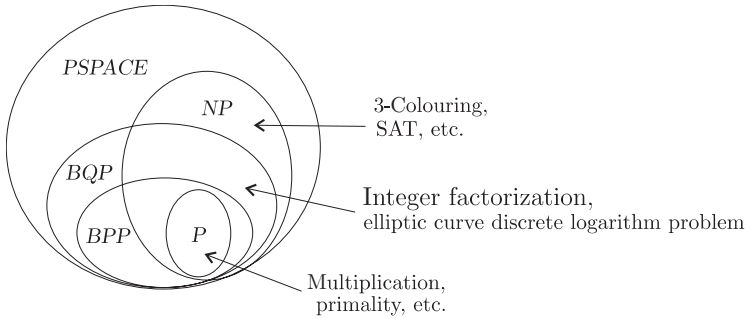 PSPACE
NP
3-Colouring,
SAT, etc.
BQP
Integer factorization,
elliptic curve discrete logarithm problem
BPP
P
Multiplication,
primality, etc.